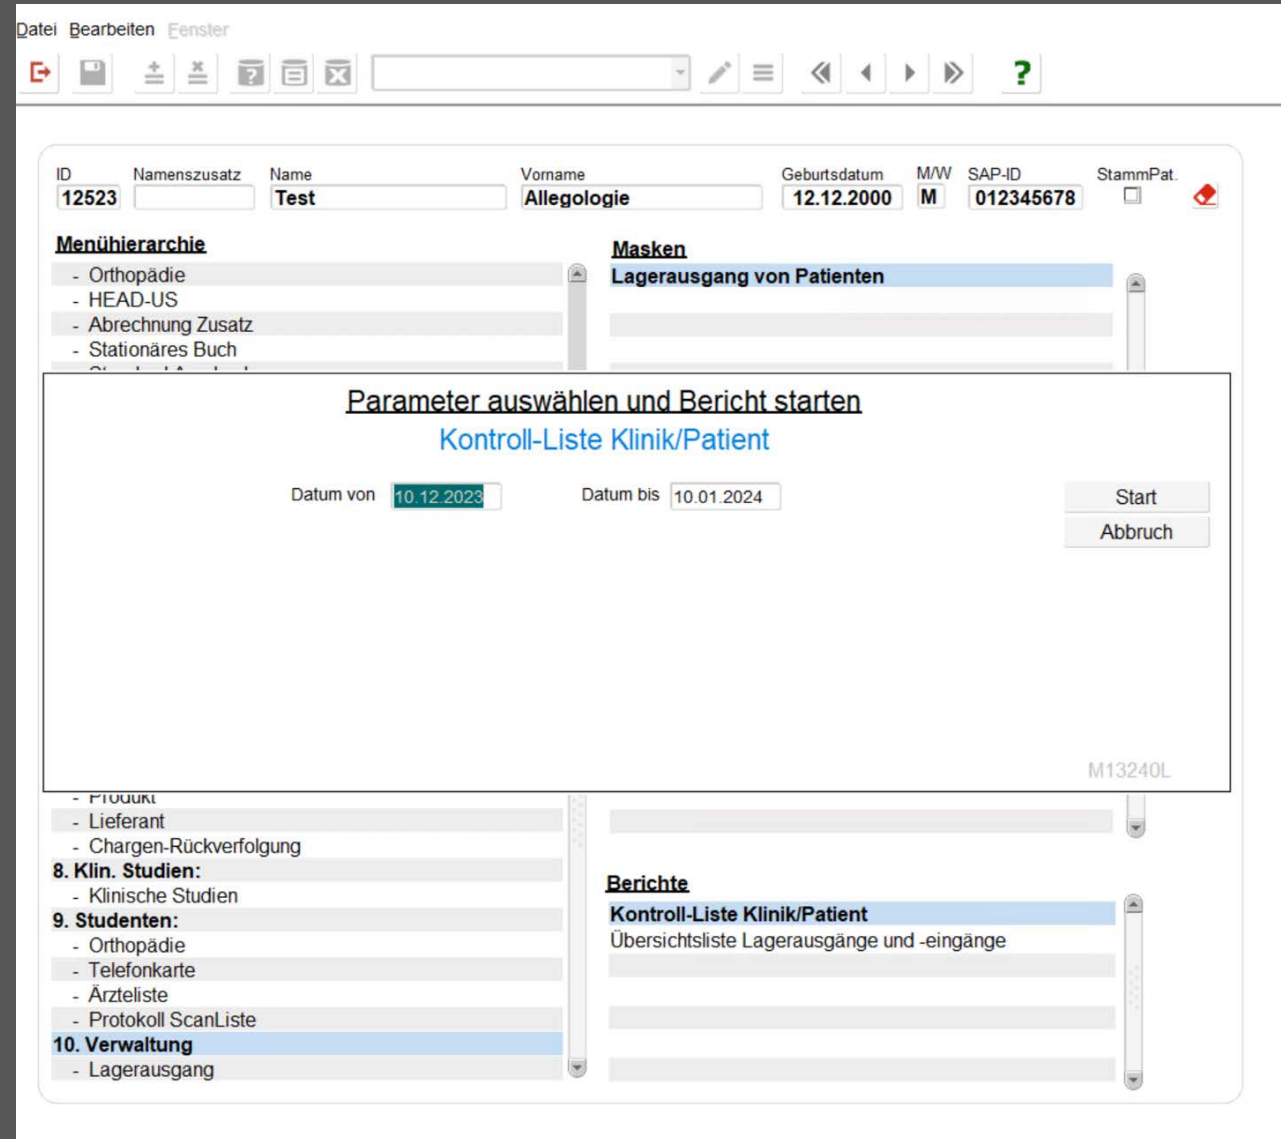 Datei Bearbeiten Fenster
ID Namenszusatz Name Vorname Geburtsdatum M/W SAP-ID StammPat.
12523 Test Allegologie 12.12.2000 M 012345678
Menühierarchie
- Orthopädie
- HEAD-US
- Abrechnung Zusatz
- Stationäres Buch
Masken
Lagerausgang von Patienten
Parameter auswählen und Bericht starten
Kontroll-Liste Klinik/Patient
Datum von 10.12.2023 Datum bis 10.01.2024 Start
Abbruch
M13240L
- Produkt
- Lieferant
- Chargen-Rückverfolgung
8. Klin. Studien:
- Klinische Studien
9. Studenten:
- Orthopädie
- Telefonkarte
- Ärzteliste
- Protokoll ScanListe
10. Verwaltung
- Lagerausgang
Berichte
Kontroll-Liste Klinik/Patient
Übersichtsliste Lagerausgänge und -eingänge